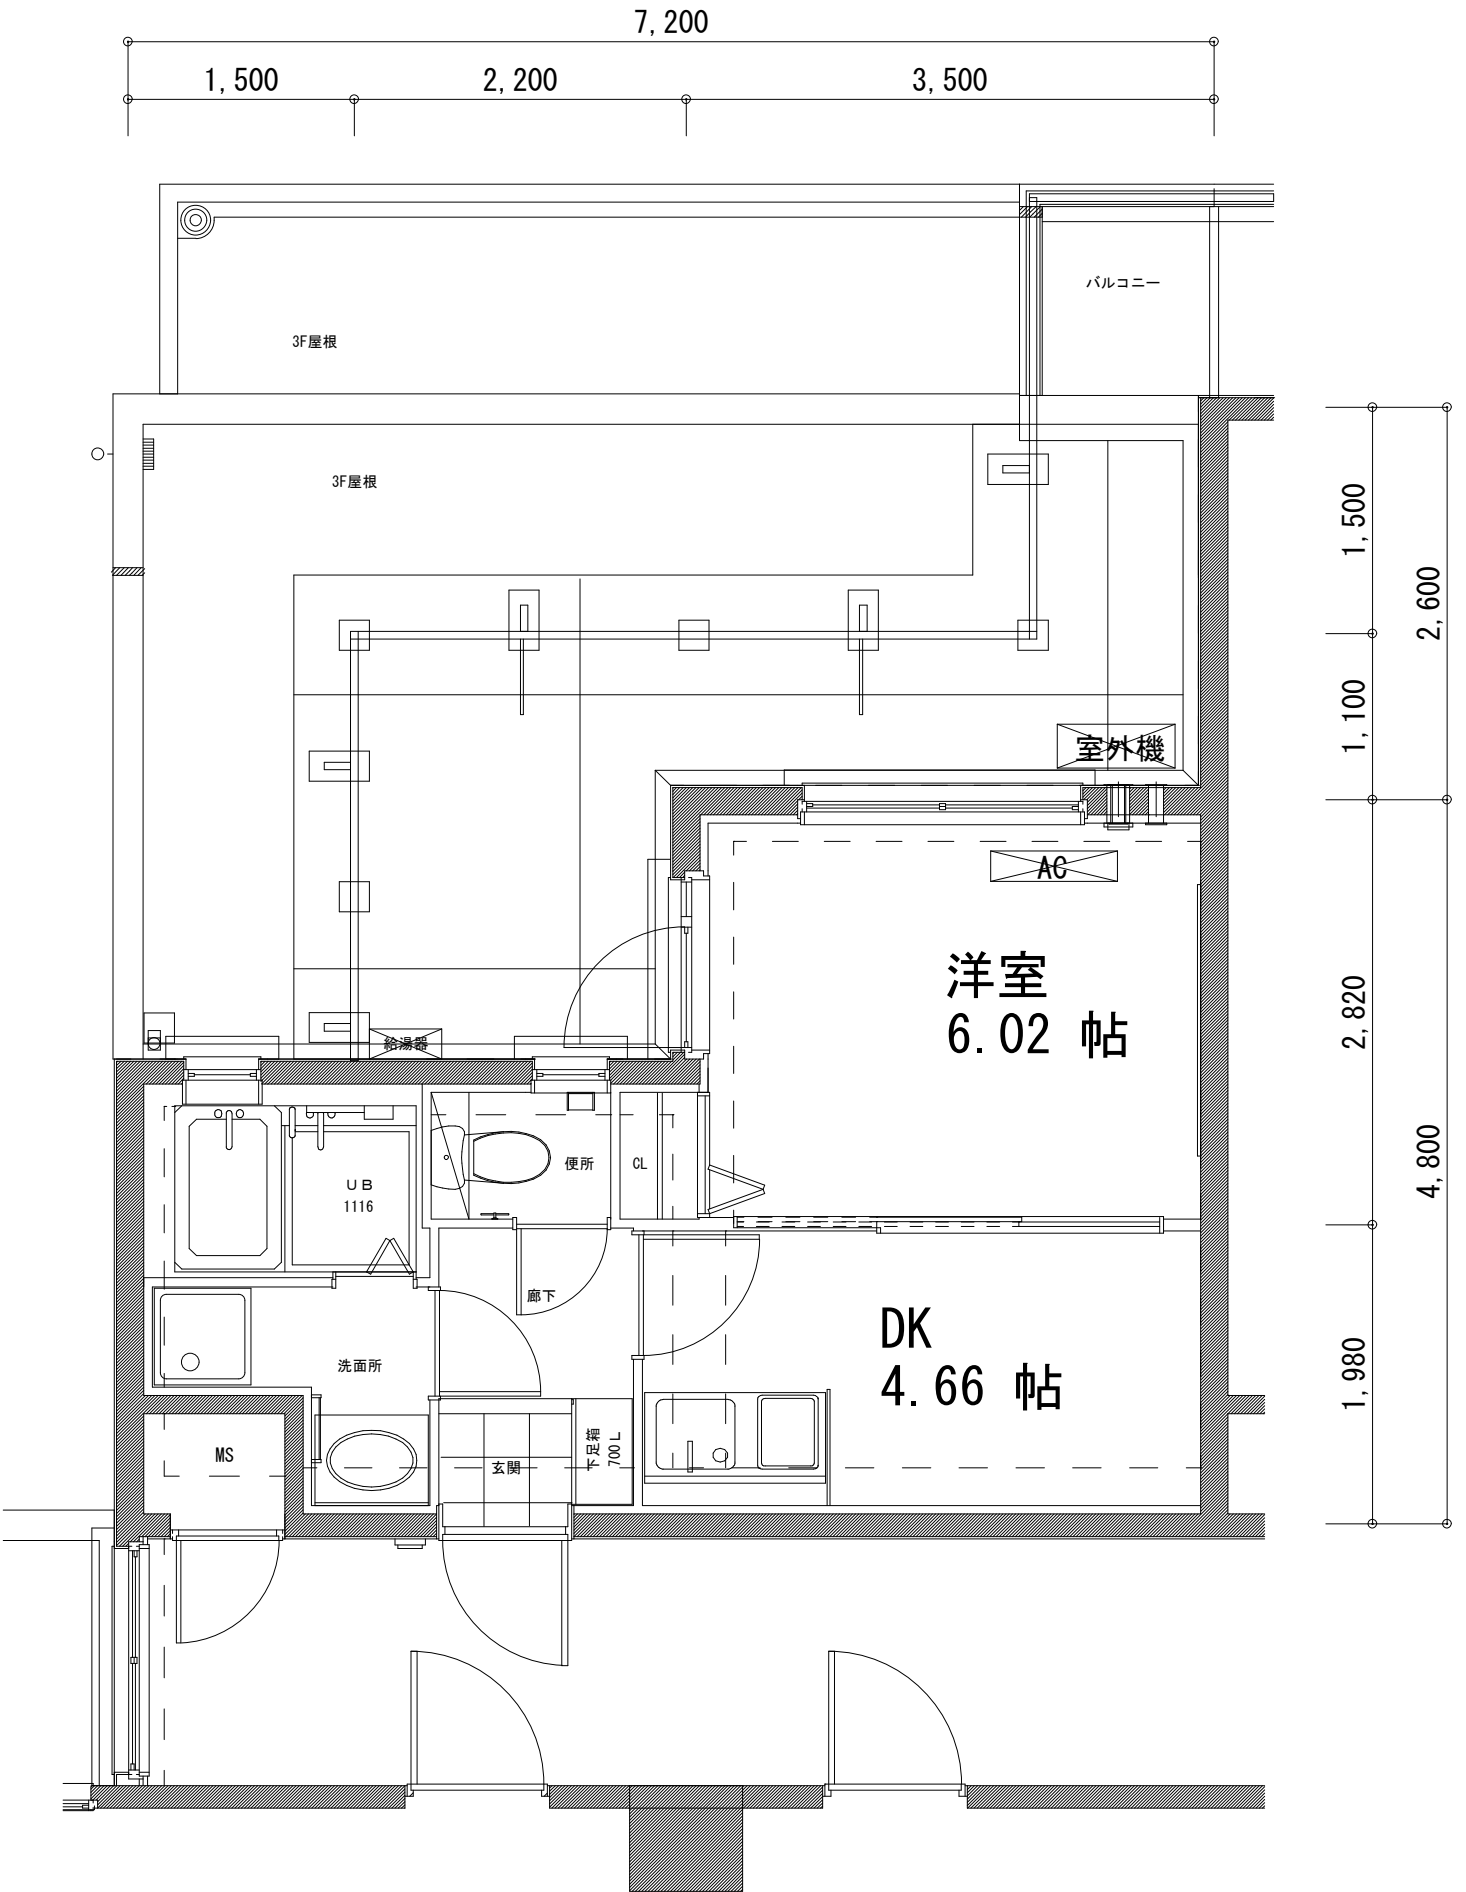 7,200
1,500
2,200
3,500
バルコニー
3F屋根
3F屋根
1,500
2,600
1,100
室外機
AC
洋室
6.02 帖
2,820
給湯器
4,800
便所
CL
UB
1116
廊下
DK
4.66 帖
1,980
洗面所
MS
玄関
下足箱
700L